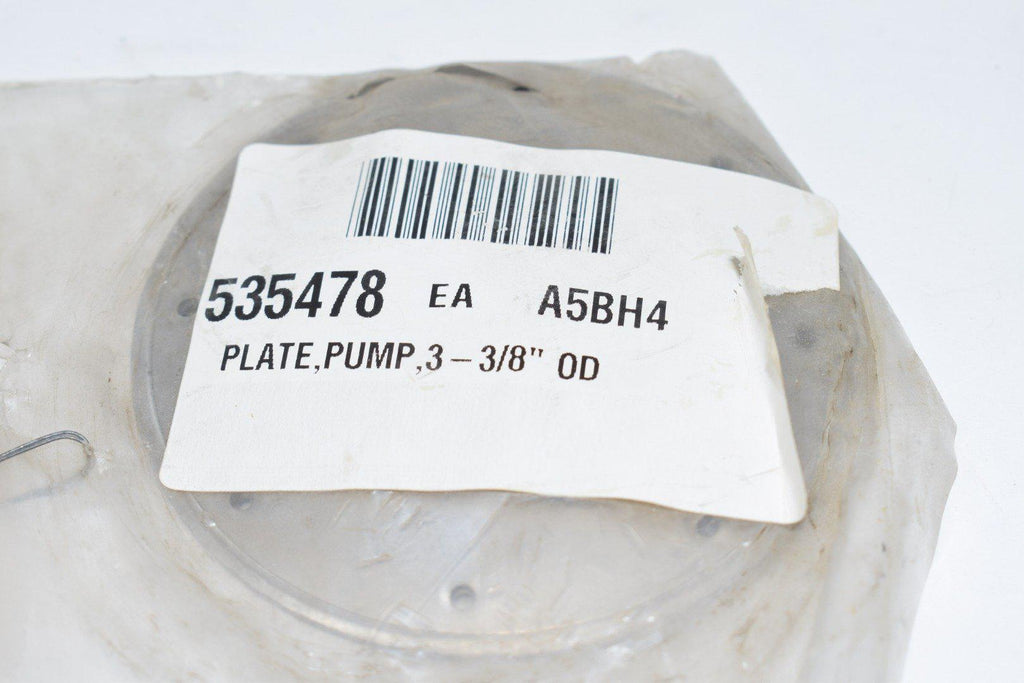 535478 EA A5BH4
PLATE,PUMP,3-3/8" OD